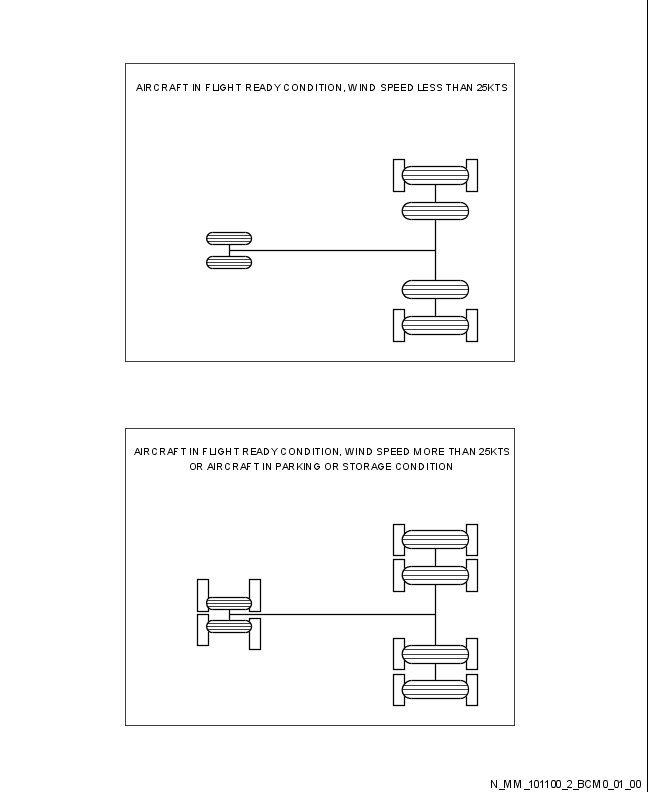 AIRCRAFT IN FLIGHT READY CONDITION, WIND SPEED LESS THAN 25KTS
AIRCRAFT IN FLIGHT READY CONDITION, WIND SPEED MORE THAN 25KTS
OR AIRCRAFT IN PARKING OR STORAGE CONDITION
N_MM_101100_2_BCM0_01_00